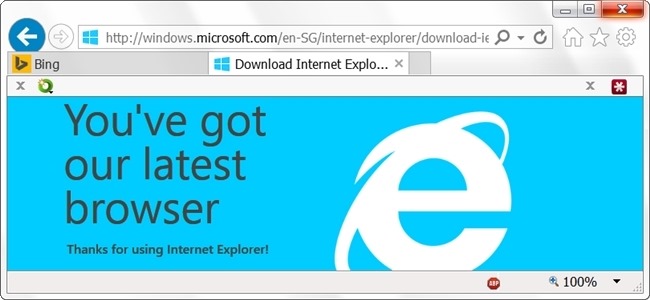 http://windows.microsoft.com/en-SG/internet-explorer/download-ie
Bing
Download Internet Explo...
You've got
our latest
browser
Thanks for using Internet Explorer!
ABP
100%